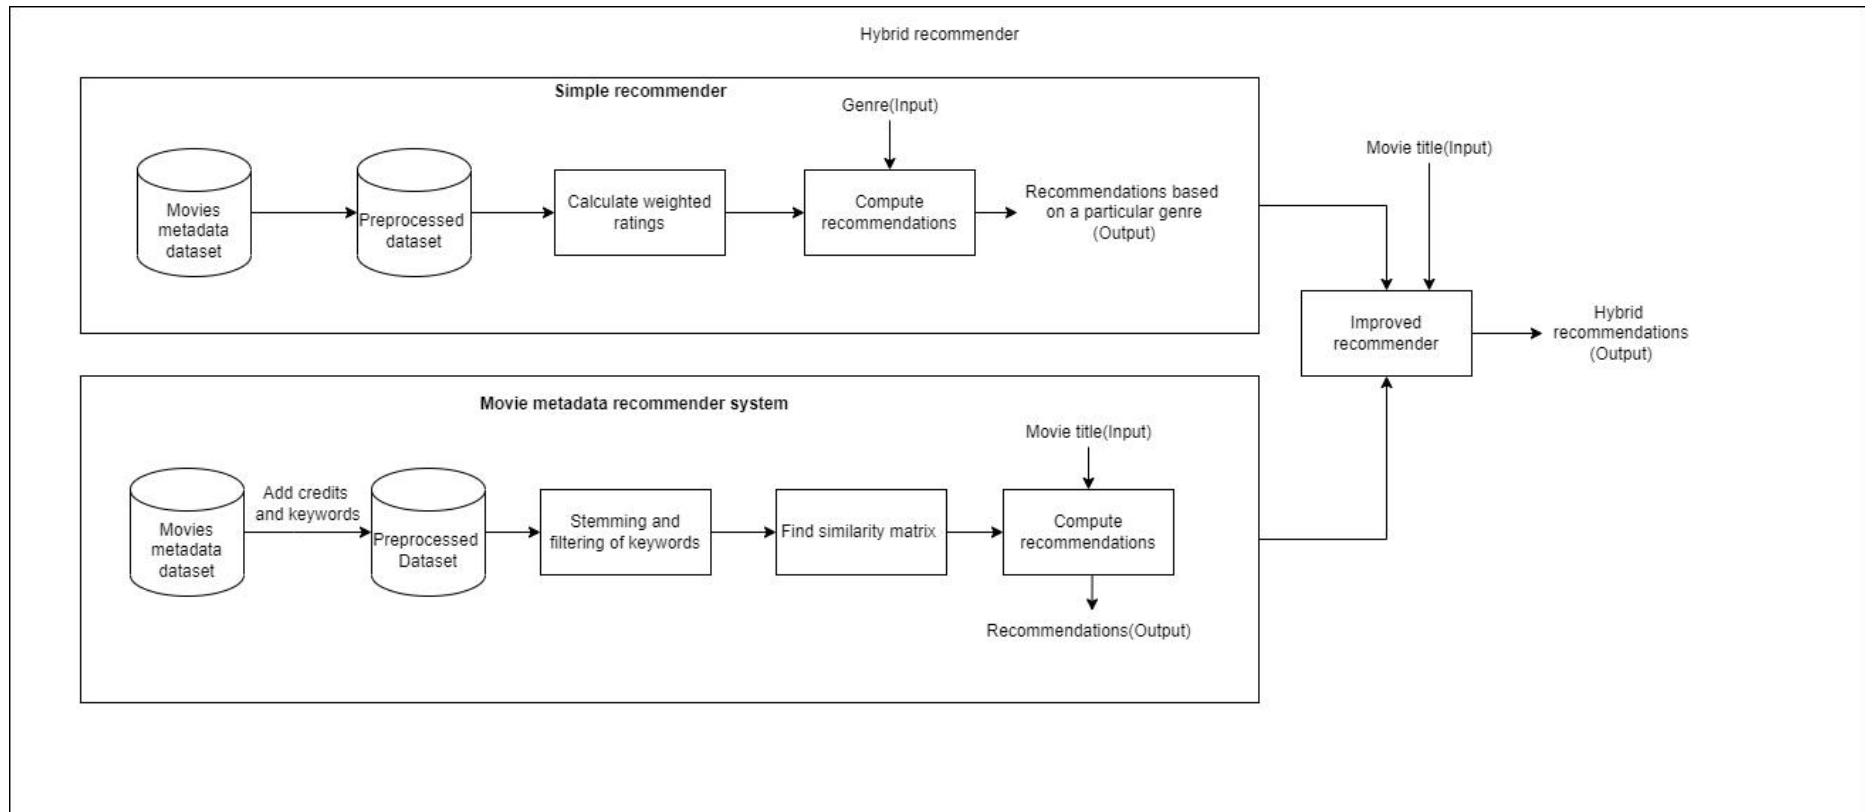 Hybrid recommender
Simple recommender
Genre(Input)
Movies
metadata
dataset
Preprocessed
dataset
Calculate weighted
ratings
Compute
recommendations
Recommendations based
on a particular genre
(Output)
Movie title(Input)
Improved
recommender
Hybrid
recommendations
(Output)
Movie metadata recommender system
Movie title(Input)
Movies
metadata
dataset
Add credits
and keywords
Preprocessed
Dataset
Stemming and
filtering of keywords
Find similarity matrix
Compute
recommendations
Recommendations(Output)